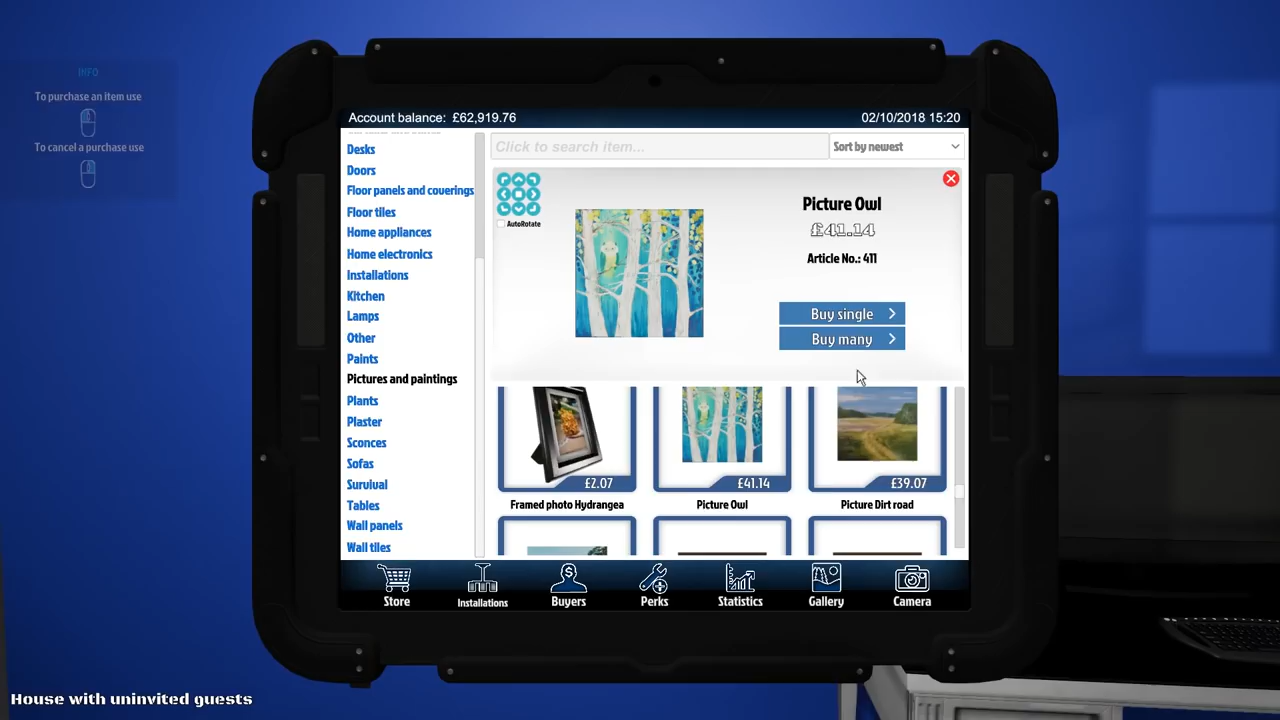 INFO
To purchase an item use
To cancel a purchase use
Account balance: £62,919.76
02/10/2018 15:20
Desks
Doors
Floor panels and coverings
Floor tiles
Home appliances
Home electronics
Installations
Kitchen
Lamps
Other
Paints
Pictures and paintings
Plants
Plaster
Sconces
Sofas
Survival
Tables
Wall panels
Wall tiles
Click to search item...
Sort by newest
AutoRotate
Picture Owl
£41.14
Article No.: 411
Buy single
Buy many
£2.07
£41.14
£39.07
Framed photo Hydrangea
Picture Owl
Picture Dirt road
Store
Installations
Buyers
Perks
Statistics
Gallery
Camera
House with uninvited guests